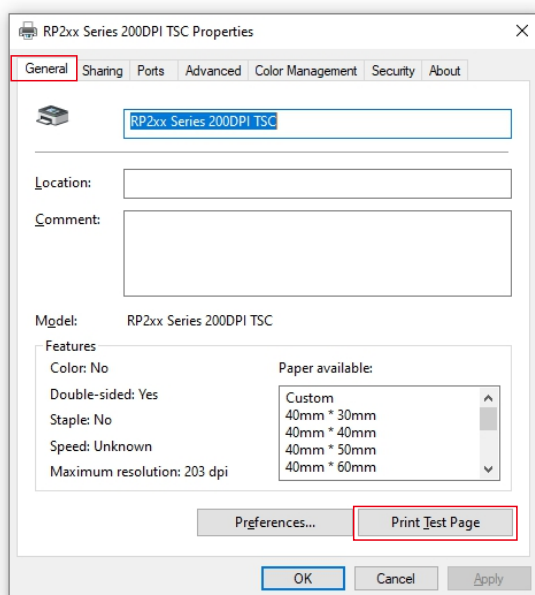 RP2xx Series 200DPI TSC Properties
General Sharing Ports Advanced Color Management Security About
RP2xx Series 200DPI TSC
Location:
Comment:
Model: RP2xx Series 200DPI TSC
Features
Color: No
Double-sided: Yes
Staple: No
Speed: Unknown
Maximum resolution: 203 dpi
Paper available:
Custom
40mm * 30mm
40mm * 40mm
40mm * 50mm
40mm * 60mm
Preferences... Print Test Page
OK Cancel Apply